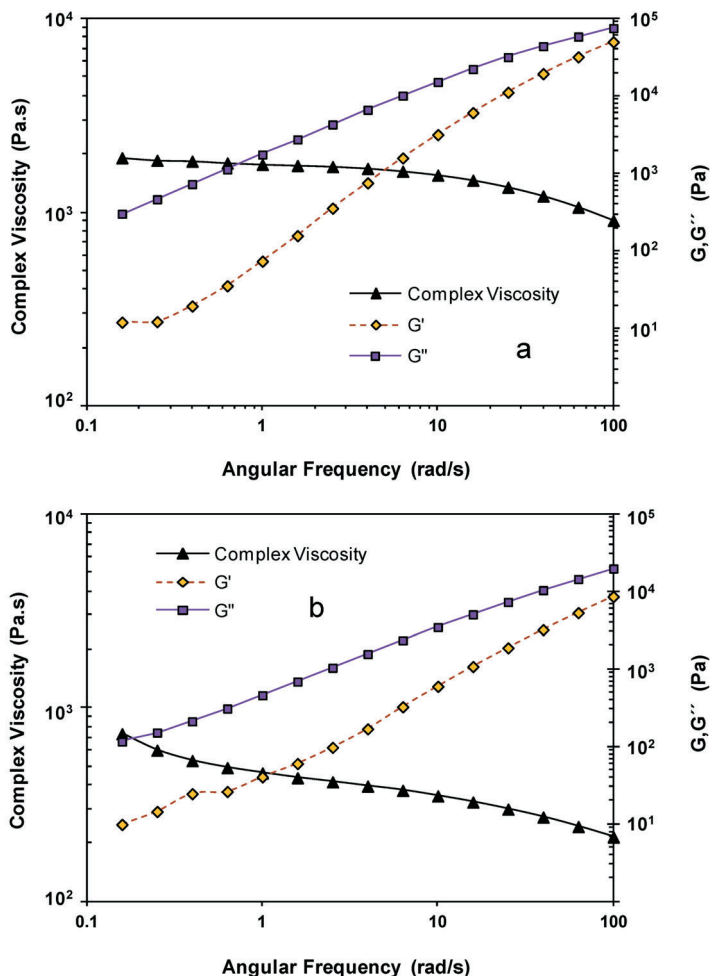 10⁴
10³
10²
Complex Viscosity (Pa.s)
10⁵
10⁴
10³
10²
10¹
G,G´´ (Pa)
Complex Viscosity
G'
G"
a
0.1 1 10 100
Angular Frequency (rad/s)
10⁴
10³
10²
Complex Viscosity (Pa.s)
10⁵
10⁴
10³
10²
10¹
G,G´´ (Pa)
Complex Viscosity
G'
G"
b
0.1 1 10 100
Angular Frequency (rad/s)